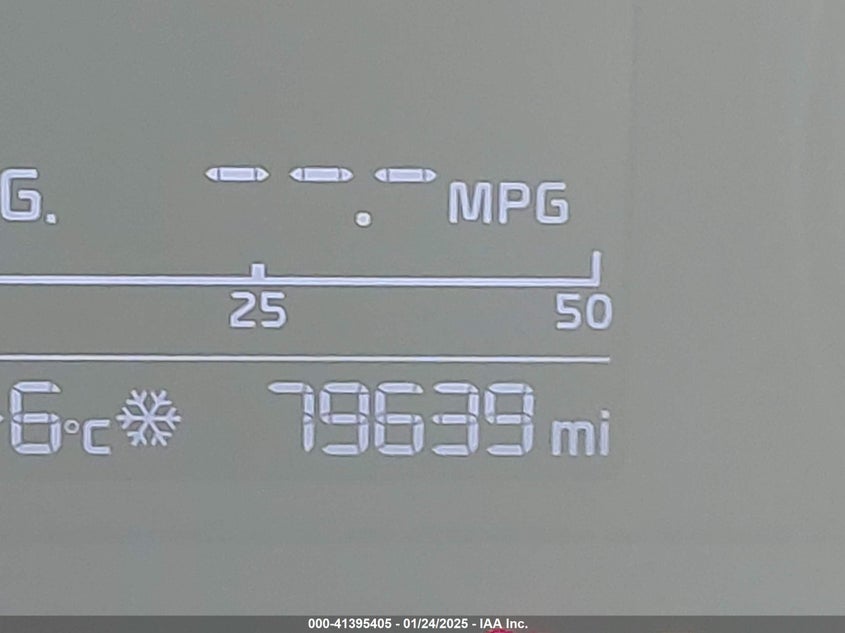 G. --.- MPG
25 50
-6°C 79639 mi
000-41395405 - 01/24/2025 - IAA Inc.